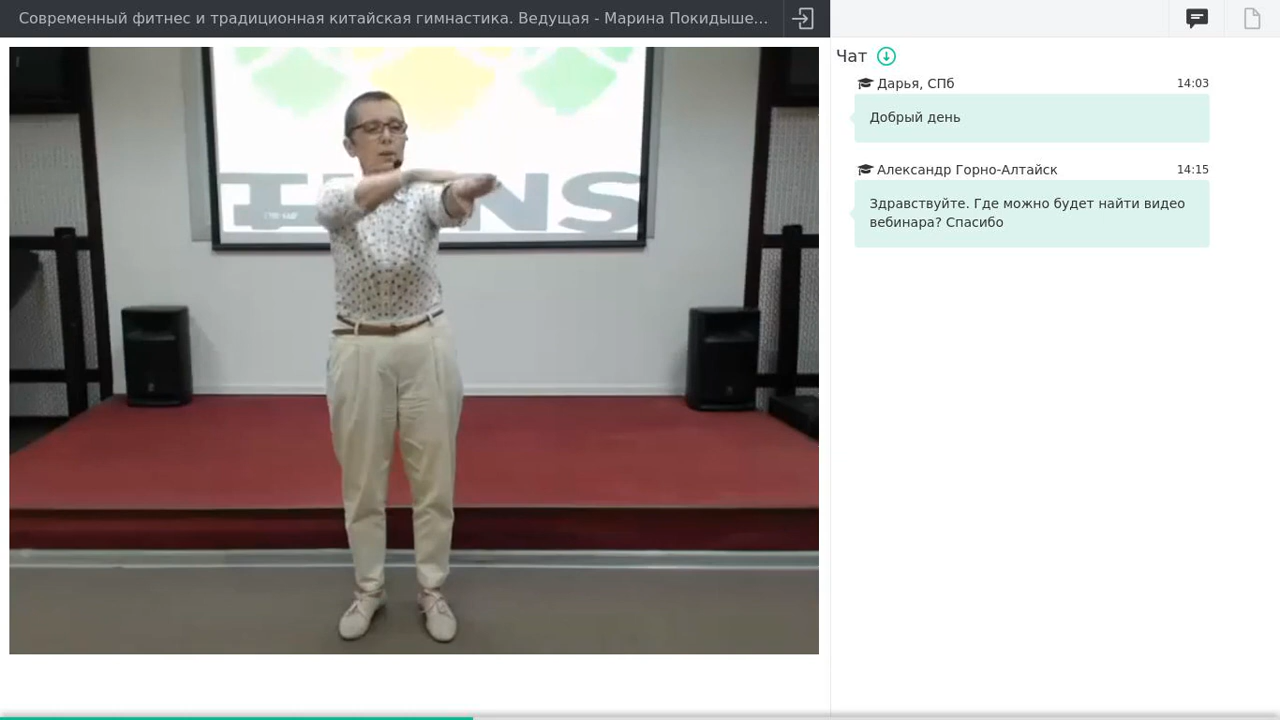 Современный фитнес и традиционная китайская гимнастика. Ведущая - Марина Покидыше...
Чат
Дарья, СПб 14:03
Добрый день
Александр Горно-Алтайск 14:15
Здравствуйте. Где можно будет найти видео
вебинара? Спасибо